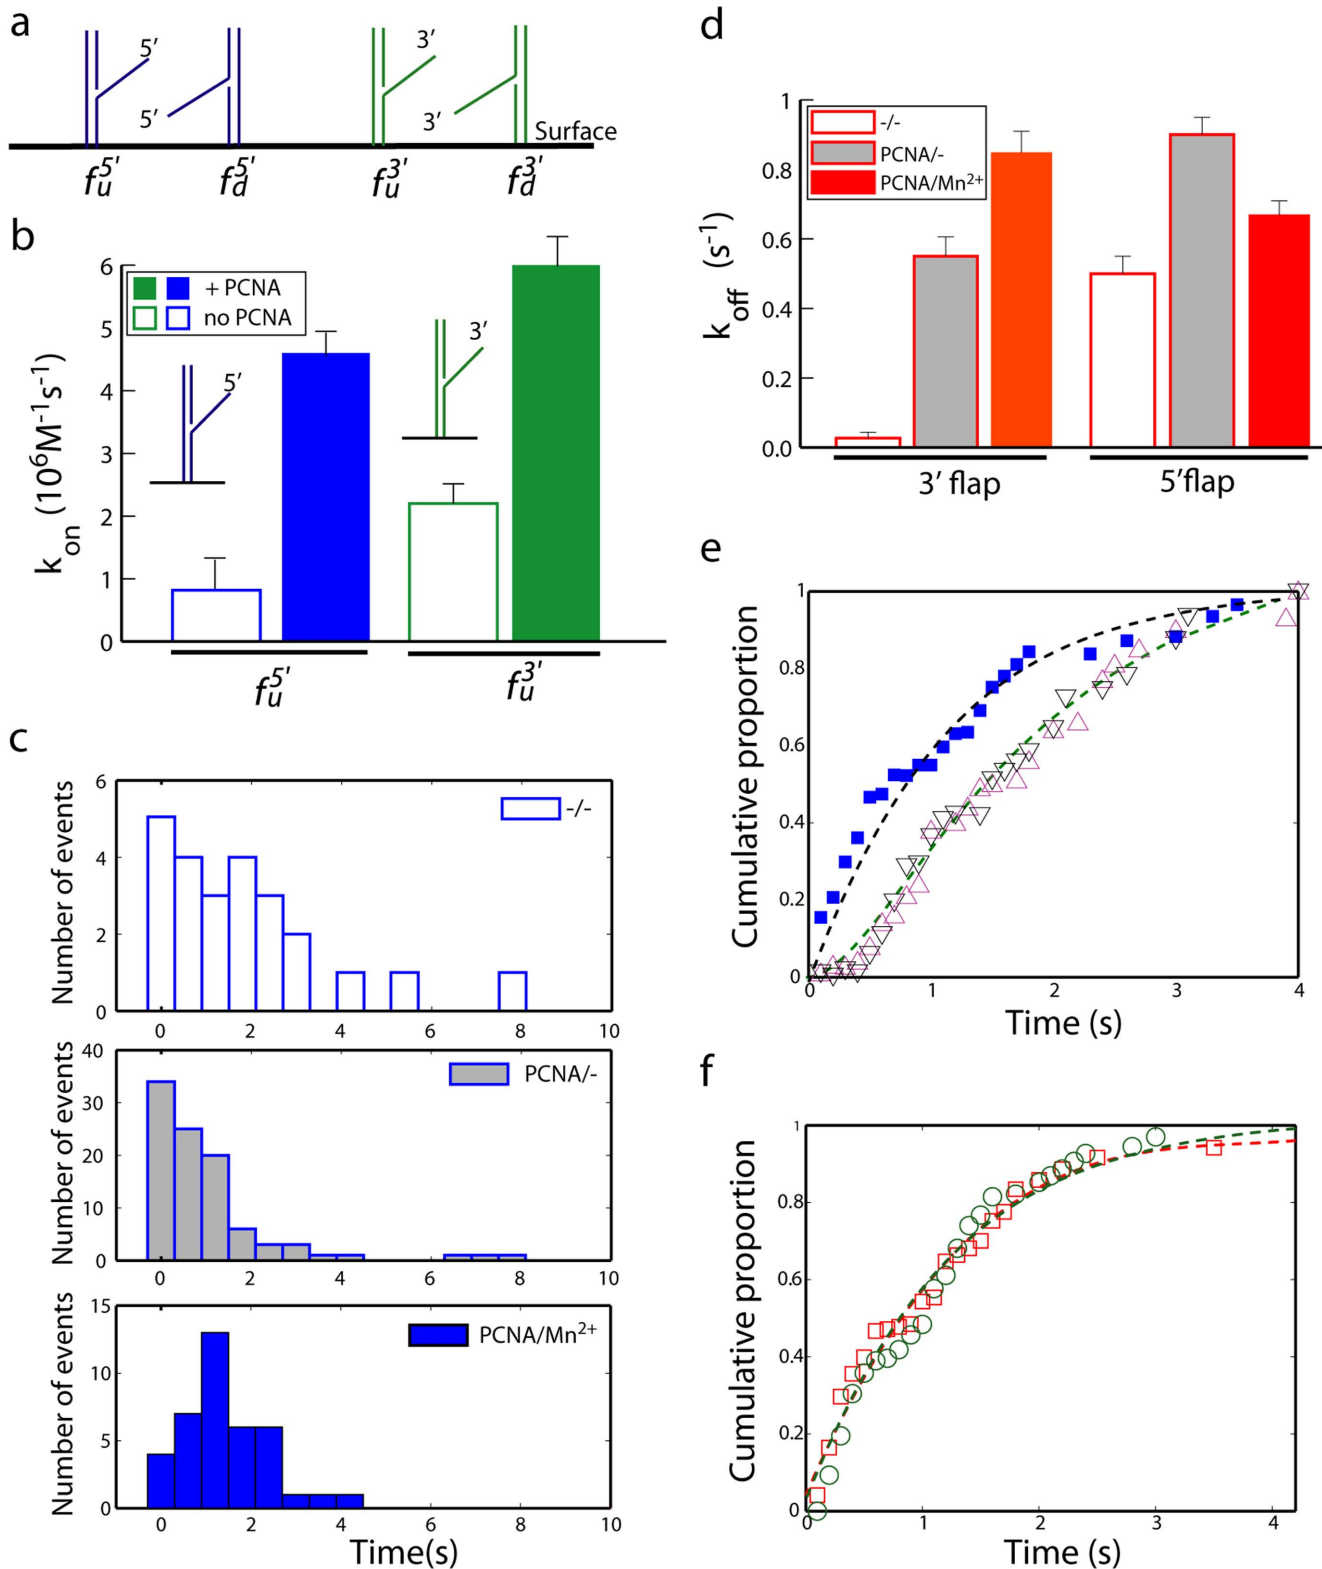 a
5′
5′
3′
3′
Surface
f_u^5′
f_d^5′
f_u^3′
f_d^3′
b
6
5
4
3
2
1
0
k_on (10^6 M^-1 s^-1)
+ PCNA
no PCNA
5′
3′
f_u^5′
f_u^3′
c
6
4
2
0
Number of events
-/-
0 2 4 6 8 10
40
30
20
10
0
Number of events
PCNA/-
0 2 4 6 8 10
15
10
5
0
Number of events
PCNA/Mn^2+
0 2 4 6 8 10
Time(s)
d
1
0.8
0.6
0.4
0.2
0.0
k_off (s^-1)
-/-
PCNA/-
PCNA/Mn^2+
3′ flap
5′flap
e
1
0.8
0.6
0.4
0.2
0
Cumulative proportion
0 1 2 3 4
Time (s)
f
1
0.8
0.6
0.4
0.2
0
Cumulative proportion
0 1 2 3 4
Time (s)